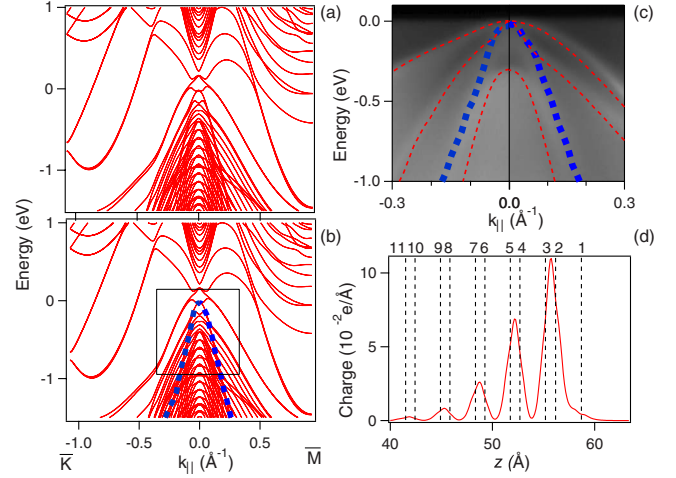 (a)
1
0
-1
Energy (eV)
(b)
1
0
-1
-1.0
-0.5
0.0
0.5
K
k|| (Å-1)
M
(c)
0.0
-0.5
-1.0
Energy (eV)
-0.3
0.0
0.3
k|| (Å-1)
(d)
11 10 9 8 7 6 5 4 3 2 1
10
5
0
Charge (10-2e/Å)
40
50
60
z (Å)